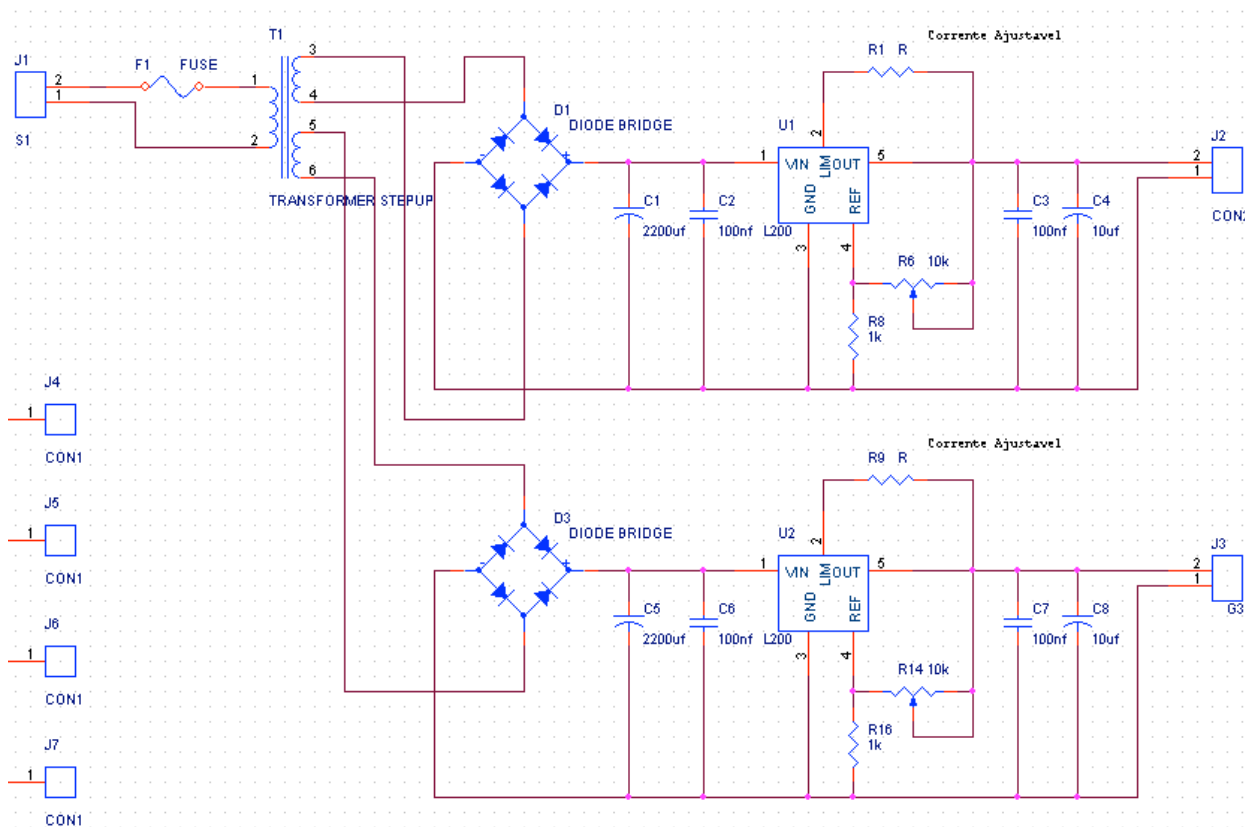 Corrente Ajustavel
T1
R1 R
J1
F1 FUSE
3
2
1
1
4
2
S1
2
5
6
TRANSFORMER STEPUP
D1
DIODE BRIDGE
-
+
U1
1
VIN
LIM
OUT
5
GND
REF
3
4
L200
C1
2200uf
C2
100nf
C3
100nf
C4
10uf
J2
2
1
CON2
R6 10k
R8
1k
J4
1
CON1
J5
1
CON1
J6
1
CON1
J7
1
CON1
Corrente Ajustavel
R9 R
2
D3
DIODE BRIDGE
-
+
U2
1
VIN
LIM
OUT
5
GND
REF
3
4
L200
C5
2200uf
C6
100nf
C7
100nf
C8
10uf
J3
2
1
G3
R14 10k
R16
1k